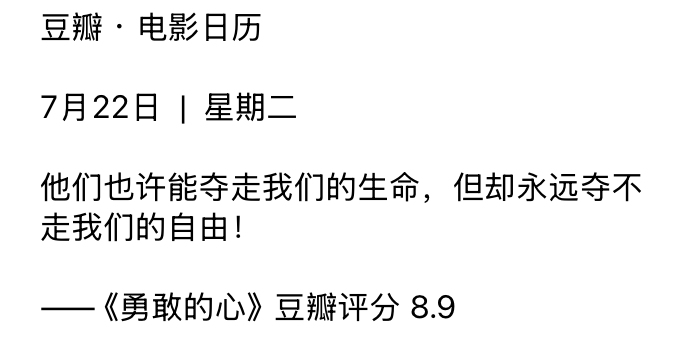 豆瓣 · 电影日历
7月22日 | 星期二
他们也许能夺走我们的生命，但却永远夺不
走我们的自由！
——《勇敢的心》豆瓣评分 8.9